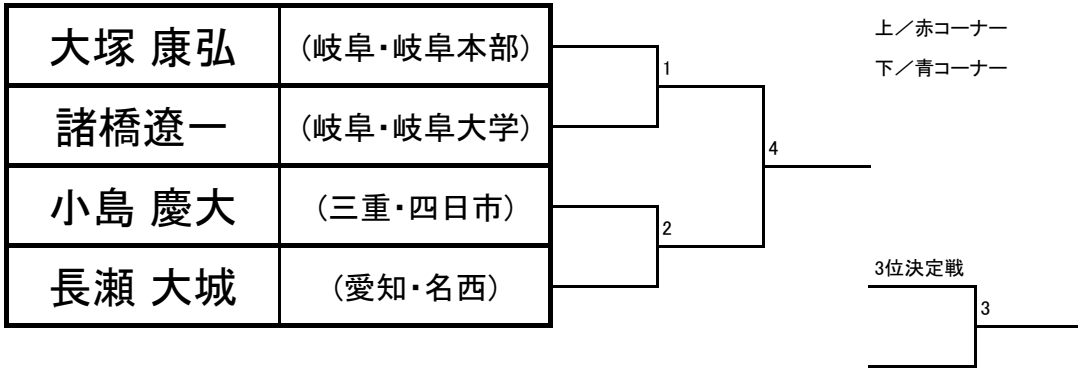 大塚 康弘 (岐阜・岐阜本部)
諸橋遼一 (岐阜・岐阜大学)
小島 慶大 (三重・四日市)
長瀬 大城 (愛知・名西)
1
2
4
上／赤コーナー
下／青コーナー
3位決定戦
3